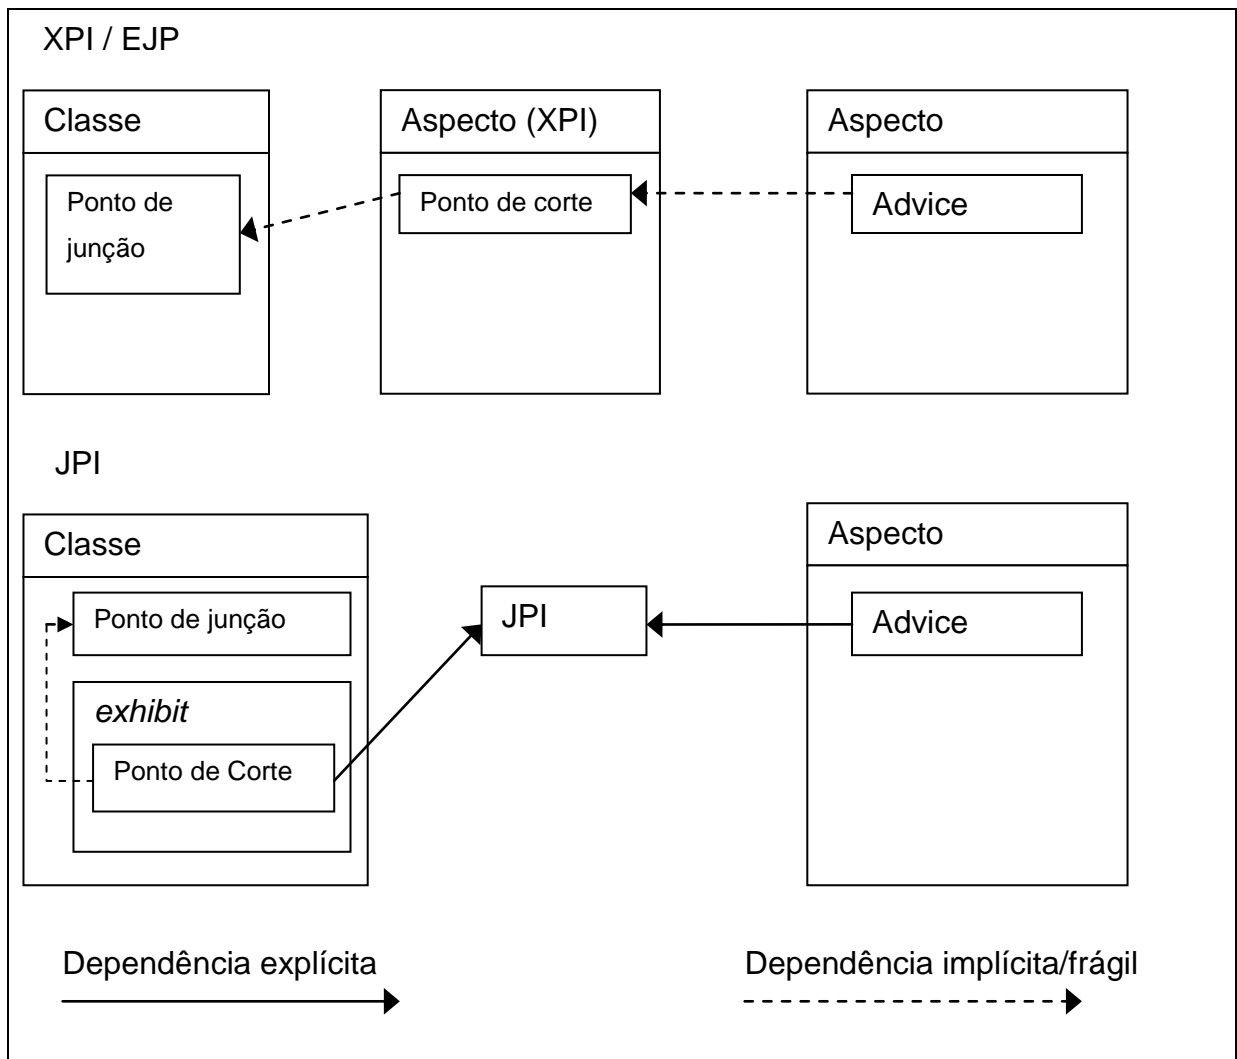 XPI / EJP
Classe
Aspecto (XPI)
Aspecto
Ponto de
junção
Ponto de corte
Advice
JPI
Classe
Aspecto
Ponto de junção
JPI
Advice
exhibit
Ponto de Corte
Dependência explícita
Dependência implícita/frágil